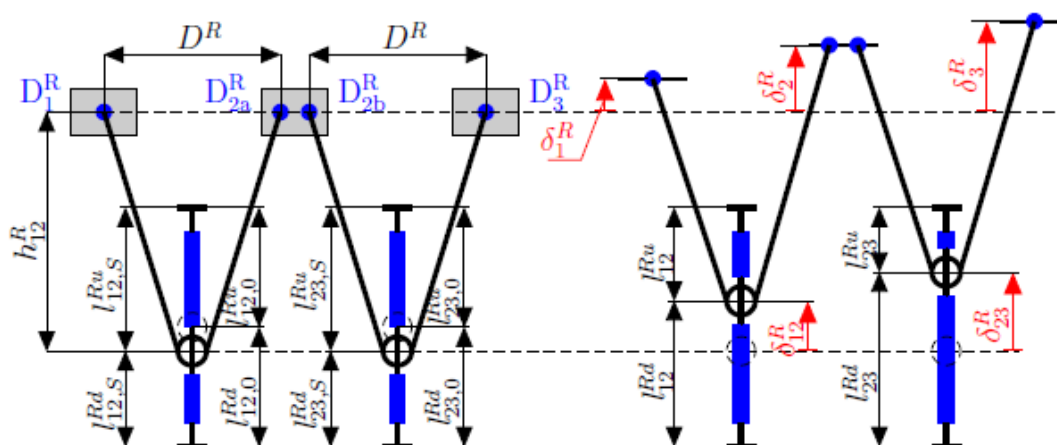 D^R D^R
D_1^R D_{2a}^R D_{2b}^R D_3^R
δ_1^R δ_2^R δ_3^R
h_{12}^R
l_{12,S}^{Ru} l_{12,0}^{Ru} l_{23,S}^{Ru} l_{23,0}^{Ru} l_{12}^{Ru} l_{23}^{Ru}
δ_{12}^R δ_{23}^R
l_{12,S}^{Rd} l_{12,0}^{Rd} l_{23,S}^{Rd} l_{23,0}^{Rd} l_{12}^{Rd} l_{23}^{Rd}